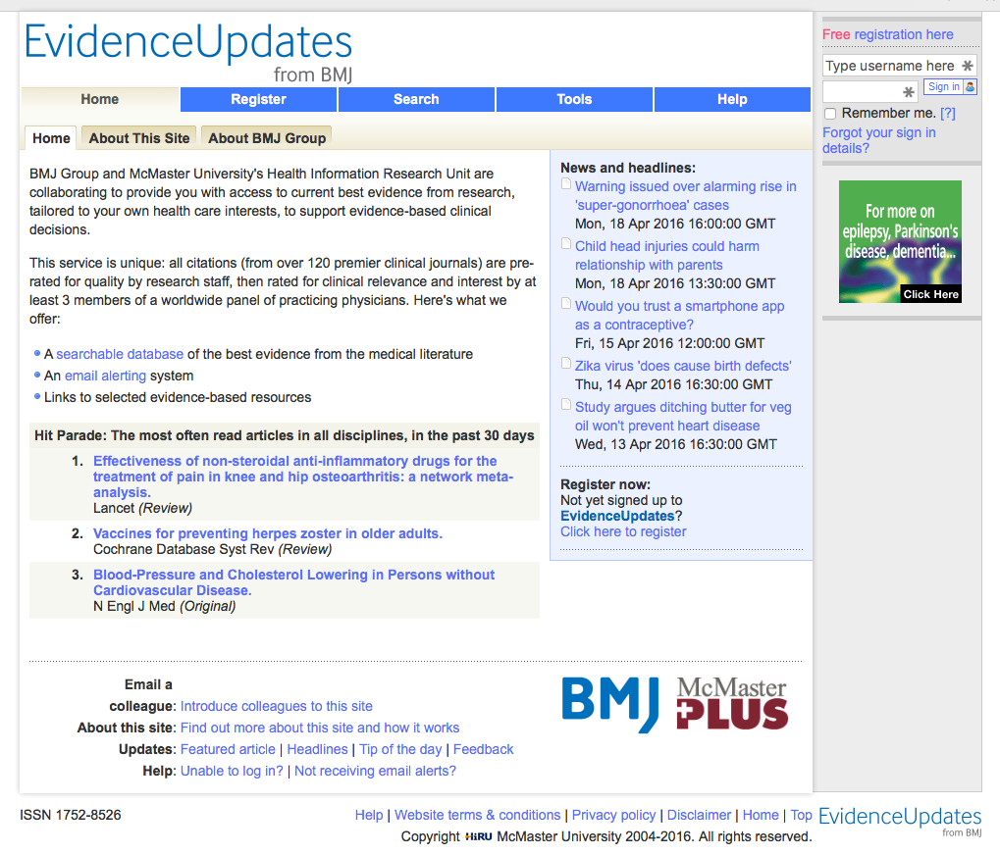 EvidenceUpdates
from BMJ
Home
Register
Search
Tools
Help
Home
About This Site
About BMJ Group
BMJ Group and McMaster University's Health Information Research Unit are
collaborating to provide you with access to current best evidence from research,
tailored to your own health care interests, to support evidence-based clinical
decisions.
This service is unique: all citations (from over 120 premier clinical journals) are pre-
rated for quality by research staff, then rated for clinical relevance and interest by at
least 3 members of a worldwide panel of practicing physicians. Here's what we
offer:
A searchable database of the best evidence from the medical literature
An email alerting system
Links to selected evidence-based resources
Hit Parade: The most often read articles in all disciplines, in the past 30 days
1. Effectiveness of non-steroidal anti-inflammatory drugs for the
treatment of pain in knee and hip osteoarthritis: a network meta-
analysis.
Lancet (Review)
2. Vaccines for preventing herpes zoster in older adults.
Cochrane Database Syst Rev (Review)
3. Blood-Pressure and Cholesterol Lowering in Persons without
Cardiovascular Disease.
N Engl J Med (Original)
News and headlines:
Warning issued over alarming rise in
'super-gonorrhoea' cases
Mon, 18 Apr 2016 16:00:00 GMT
Child head injuries could harm
relationship with parents
Mon, 18 Apr 2016 13:30:00 GMT
Would you trust a smartphone app
as a contraceptive?
Fri, 15 Apr 2016 12:00:00 GMT
Zika virus 'does cause birth defects'
Thu, 14 Apr 2016 16:30:00 GMT
Study argues ditching butter for veg
oil won't prevent heart disease
Wed, 13 Apr 2016 16:30:00 GMT
Register now:
Not yet signed up to
EvidenceUpdates?
Click here to register
Free registration here
Type username here
Sign in
Remember me. [?]
Forgot your sign in
details?
For more on
epilepsy, Parkinson's
disease, dementia...
Click Here
Email a
colleague: Introduce colleagues to this site
About this site: Find out more about this site and how it works
Updates: Featured article | Headlines | Tip of the day | Feedback
Help: Unable to log in? | Not receiving email alerts?
BMJ
McMaster
PLUS
ISSN 1752-8526
Help | Website terms & conditions | Privacy policy | Disclaimer | Home | Top
Copyright HiRU McMaster University 2004-2016. All rights reserved.
EvidenceUpdates
from BMJ